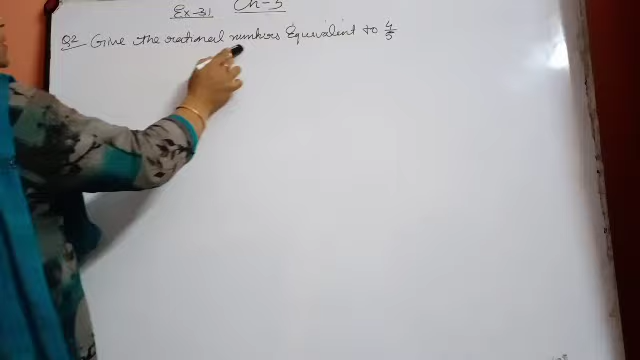 Ch-3
Ex-3.1
Q2 Give the rational numbers Equivalent to 4/5